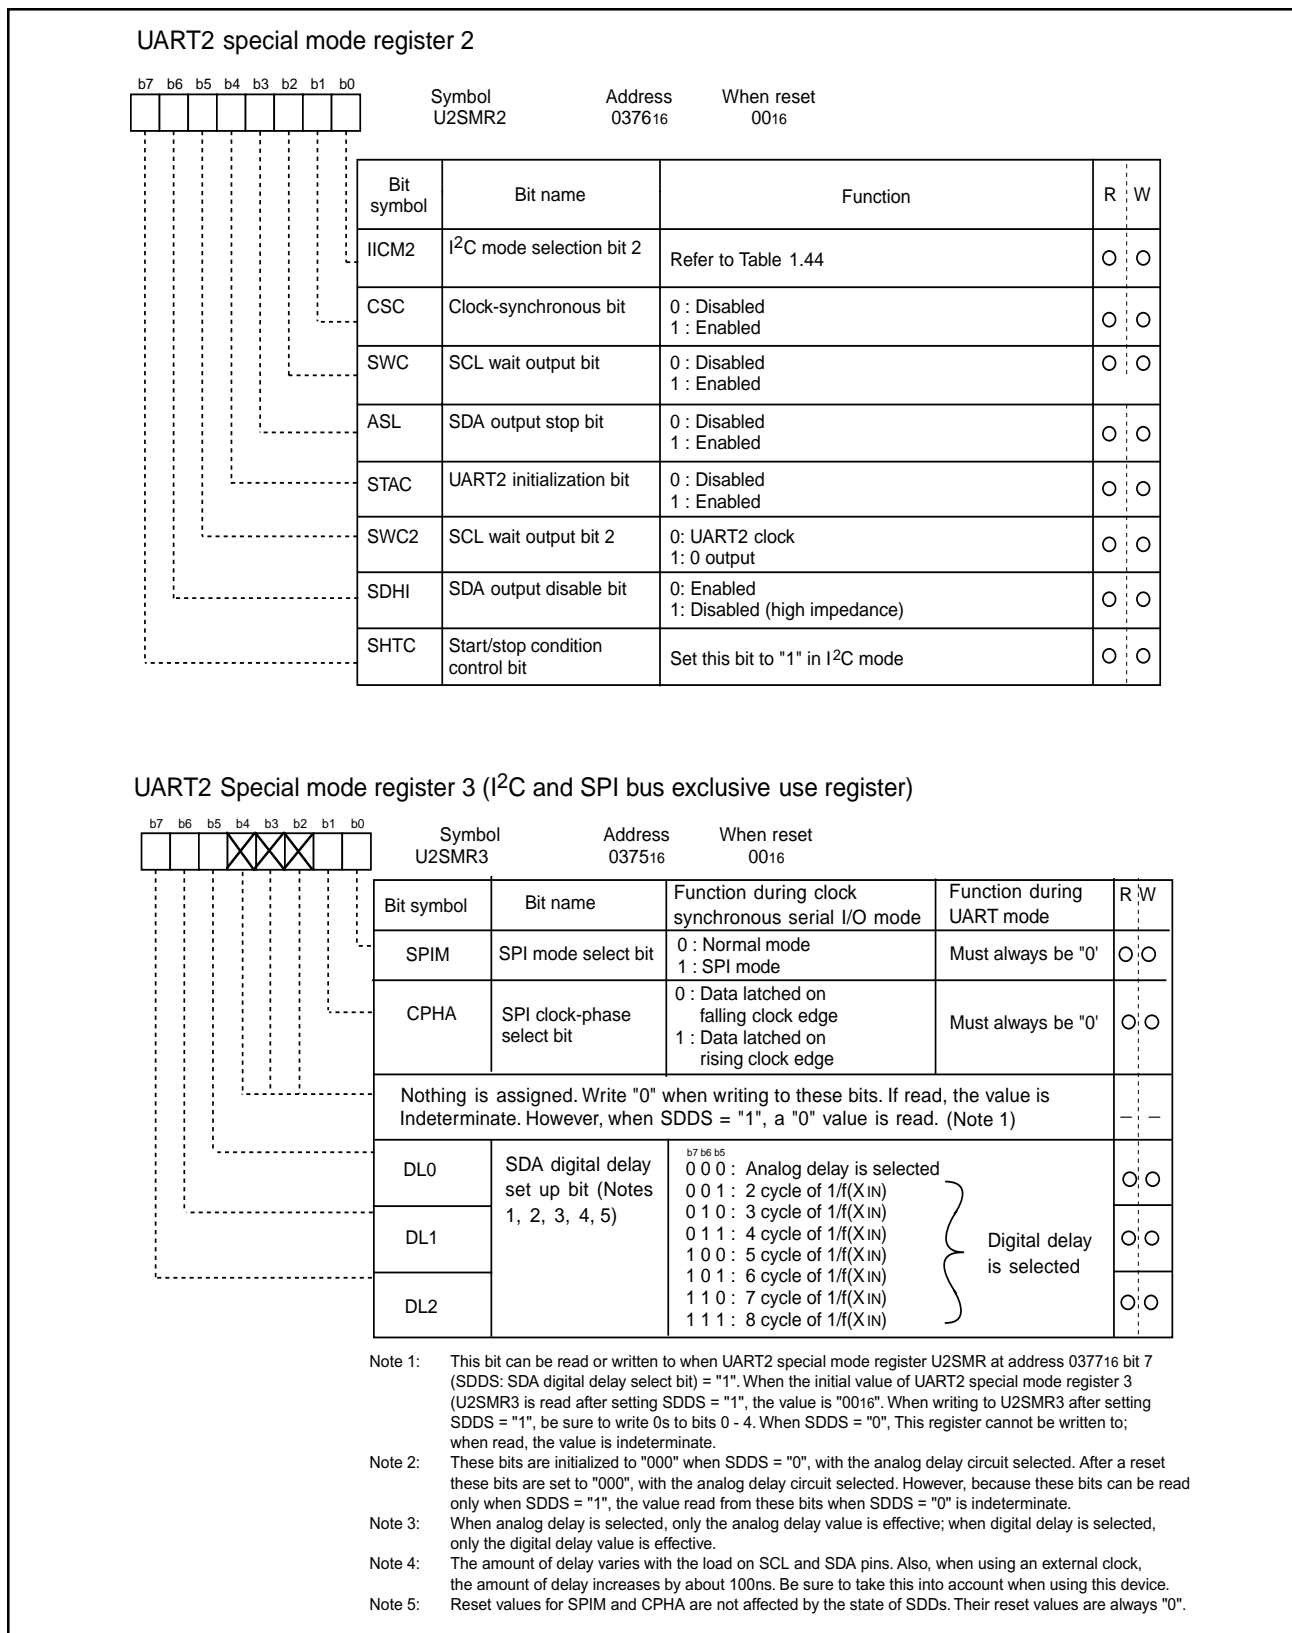 UART2 special mode register 2
b7 b6 b5 b4 b3 b2 b1 b0
Symbol Address When reset
U2SMR2 037616 0016
Bit symbol Bit name Function R W
IICM2 I2C mode selection bit 2 Refer to Table 1.44
CSC Clock-synchronous bit 0 : Disabled
1 : Enabled
SWC SCL wait output bit 0 : Disabled
1 : Enabled
ASL SDA output stop bit 0 : Disabled
1 : Enabled
STAC UART2 initialization bit 0 : Disabled
1 : Enabled
SWC2 SCL wait output bit 2 0: UART2 clock
1: 0 output
SDHI SDA output disable bit 0: Enabled
1: Disabled (high impedance)
SHTC Start/stop condition control bit Set this bit to "1" in I2C mode
UART2 Special mode register 3 (I2C and SPI bus exclusive use register)
b7 b6 b5 b4 b3 b2 b1 b0
Symbol Address When reset
U2SMR3 037516 0016
Bit symbol Bit name Function during clock synchronous serial I/O mode Function during UART mode R W
SPIM SPI mode select bit 0 : Normal mode
1 : SPI mode
Must always be "0'
CPHA SPI clock-phase select bit 0 : Data latched on falling clock edge
1 : Data latched on rising clock edge
Must always be "0'
Nothing is assigned. Write "0" when writing to these bits. If read, the value is
Indeterminate. However, when SDDS = "1", a "0" value is read. (Note 1) – –
DL0
DL1
DL2
SDA digital delay
set up bit (Notes
1, 2, 3, 4, 5)
b7 b6 b5
0 0 0 : Analog delay is selected
0 0 1 : 2 cycle of 1/f(XIN)
0 1 0 : 3 cycle of 1/f(XIN)
0 1 1 : 4 cycle of 1/f(XIN)
1 0 0 : 5 cycle of 1/f(XIN)
1 0 1 : 6 cycle of 1/f(XIN)
1 1 0 : 7 cycle of 1/f(XIN)
1 1 1 : 8 cycle of 1/f(XIN)
Digital delay
is selected
Note 1: This bit can be read or written to when UART2 special mode register U2SMR at address 037716 bit 7
(SDDS: SDA digital delay select bit) = "1". When the initial value of UART2 special mode register 3
(U2SMR3 is read after setting SDDS = "1", the value is "0016". When writing to U2SMR3 after setting
SDDS = "1", be sure to write 0s to bits 0 - 4. When SDDS = "0", This register cannot be written to;
when read, the value is indeterminate.
Note 2: These bits are initialized to "000" when SDDS = "0", with the analog delay circuit selected. After a reset
these bits are set to "000", with the analog delay circuit selected. However, because these bits can be read
only when SDDS = "1", the value read from these bits when SDDS = "0" is indeterminate.
Note 3: When analog delay is selected, only the analog delay value is effective; when digital delay is selected,
only the digital delay value is effective.
Note 4: The amount of delay varies with the load on SCL and SDA pins. Also, when using an external clock,
the amount of delay increases by about 100ns. Be sure to take this into account when using this device.
Note 5: Reset values for SPIM and CPHA are not affected by the state of SDDs. Their reset values are always "0".